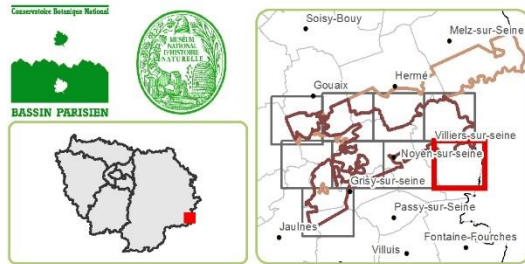 Conservatoire Botanique National
BASSIN PARISIEN
MUSEUM
NATIONAL
D'HISTOIRE
NATURELLE
Soisy-Bouy
Melz-sur-Seine
Hermé
Gouaix
Villiers-sur-seine
Noyen-sur-seine
Grisy-sur-seine
Passy-sur-Seine
Jaulnes
Fontaine-Fourches
Villuis